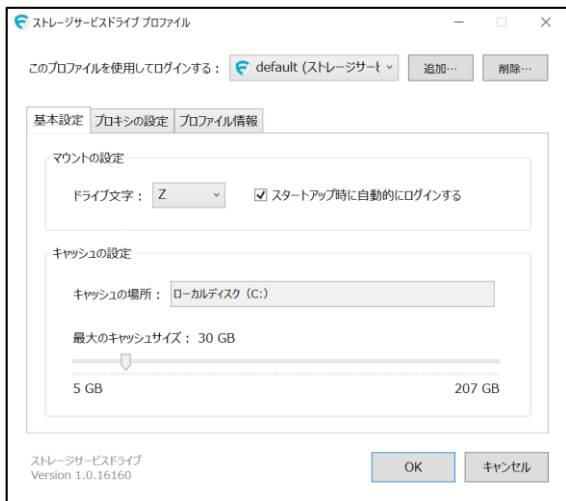 ストレージサービスドライブ プロファイル
このプロファイルを使用してログインする： default (ストレージサーヒ 追加… 削除…
基本設定 プロキシの設定 プロファイル情報
マウントの設定
ドライブ文字： Z スタートアップ時に自動的にログインする
キャッシュの設定
キャッシュの場所： ローカルディスク (C:)
最大のキャッシュサイズ： 30 GB
5 GB 207 GB
ストレージサービスドライブ
Version 1.0.16160
OK キャンセル